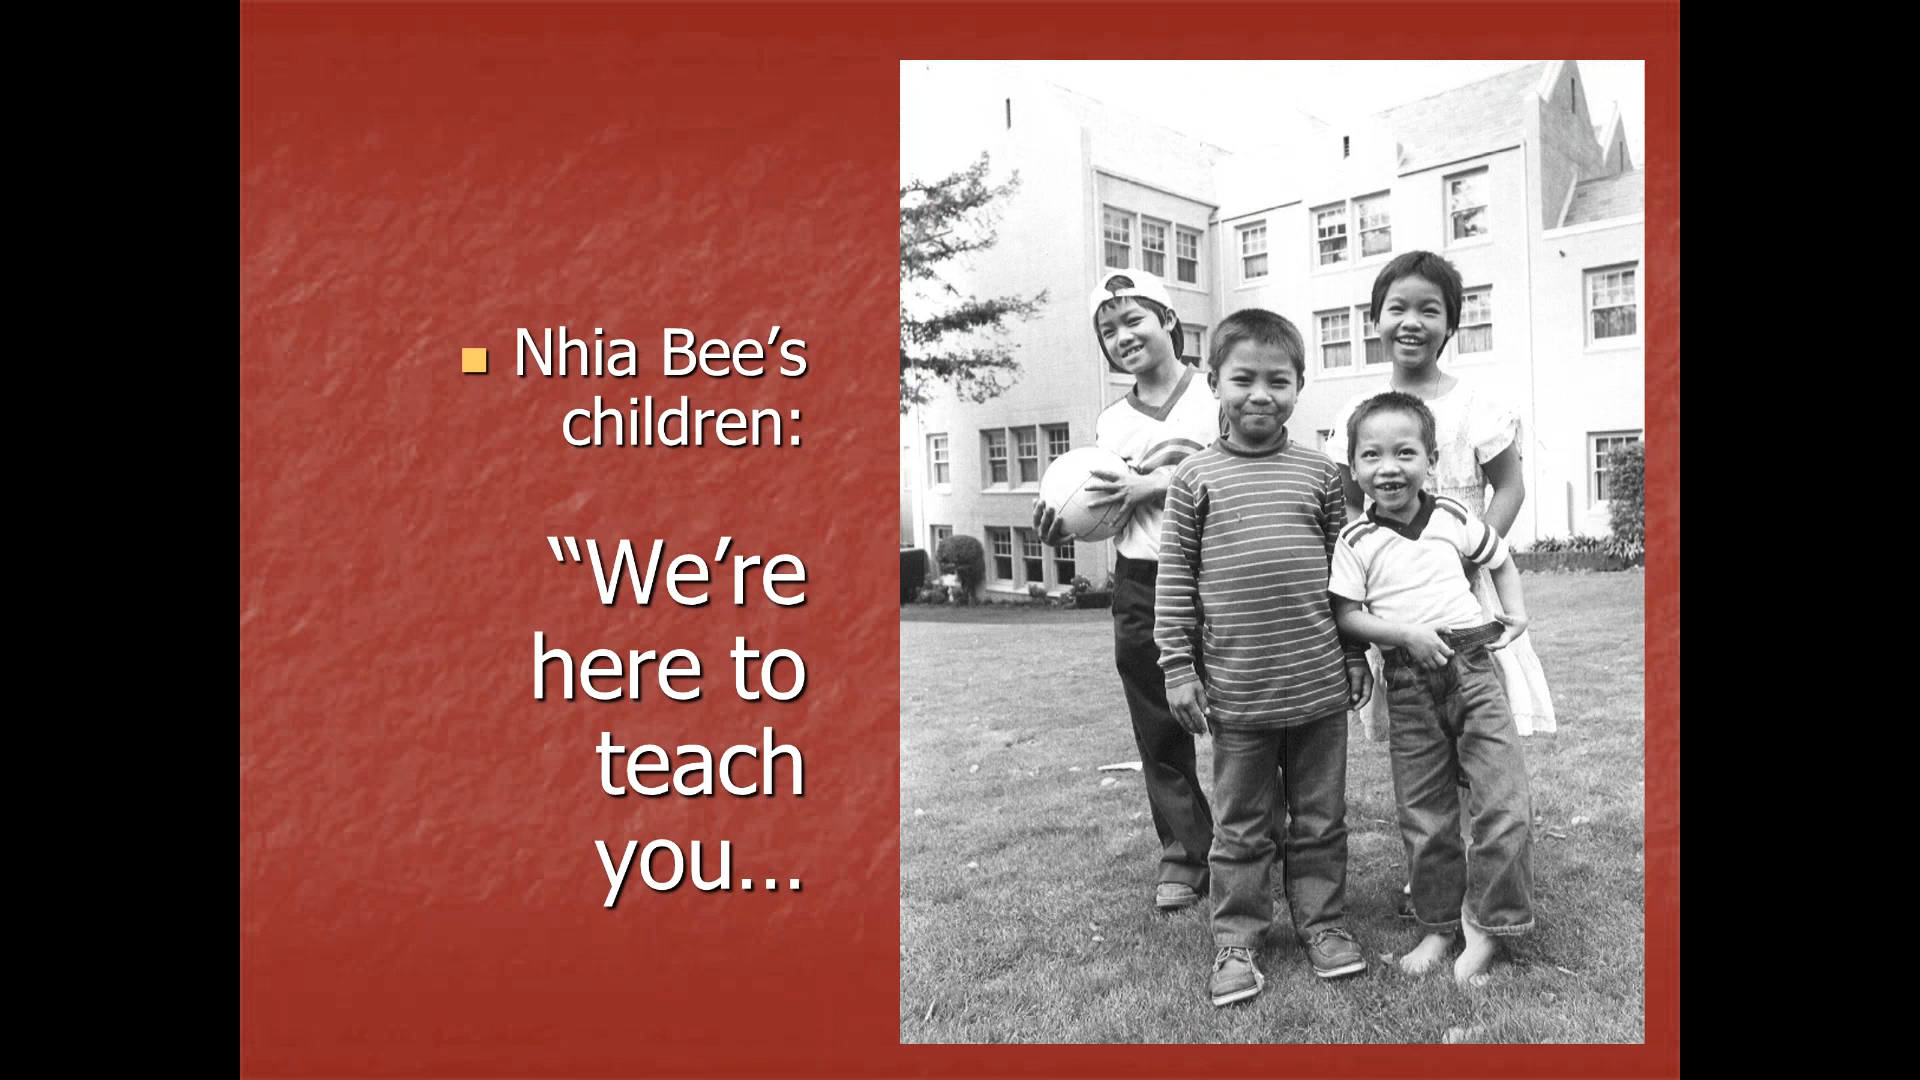 Nhia Bee’s
children:
“We’re
here to
teach
you…